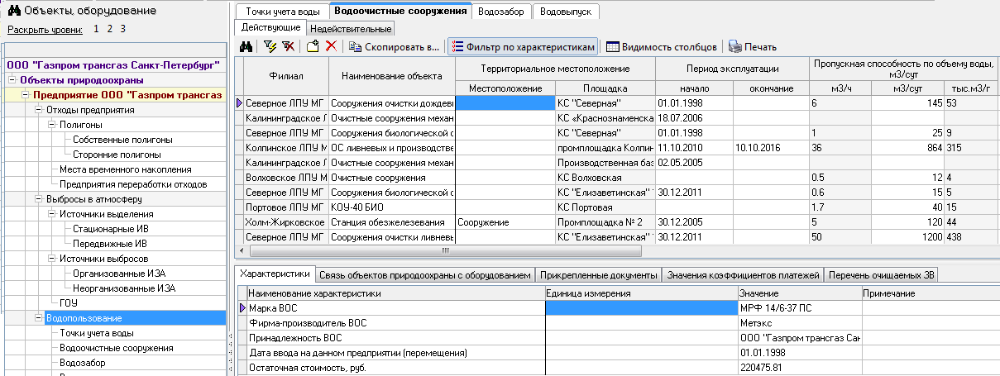 Объекты, оборудование
Раскрыть уровни: 1 2 3
ООО "Газпром трансгаз Санкт-Петербург"
Объекты природоохраны
Предприятие ООО "Газпром трансгаз
Отходы предприятия
Полигоны
Собственные полигоны
Сторонние полигоны
Места временного накопления
Предприятия переработки отходов
Выбросы в атмосферу
Источники выделения
Стационарные ИВ
Передвижные ИВ
Источники выбросов
Организованные ИЗА
Неорганизованные ИЗА
ГОУ
Водопользование
Точки учета воды
Водоочистные сооружения
Водозабор
Точки учета воды Водоочистные сооружения Водозабор Водовыпуск
Действующие Недействительные
Скопировать в... Фильтр по характеристикам Видимость столбцов Печать
Филиал Наименование объекта Территориальное местоположение Период эксплуатации Пропускная способность по объему воды, м3/сут
Местоположение Площадка начало окончание м3/ч м3/сут тыс.м3/г
Северное ЛПУ МГ Сооружения очистки дождев КС "Северная" 01.01.1998 6 145 53
Калининградское Л Очистные сооружения механ КС «Краснознаменска 18.07.2006
Северное ЛПУ МГ Сооружения биологической о КС "Северная" 01.01.1998 1 25 9
Колпинское ЛПУ МГ ОС ливневых и производстве промплощадка Колпин 11.10.2010 10.10.2016 36 864 315
Калининградское Л Очистные сооружения механ Производственная баз 02.05.2005
Волховское ЛПУ М Очистные сооружения КС Волховская 0.5 12 4
Северное ЛПУ МГ Сооружения биологической о КС "Елизаветинская" 30.12.2011 0.6 15 5
Портовое ЛПУ МГ КОУ-40 БИО КС Портовая 1.7 40 15
Холм-Жирковское Станция обезжелезевания Сооружение Промплощадка № 2 30.12.2005 5 120 44
Северное ЛПУ МГ Сооружения очистки ливнев КС "Елизаветинская" 30.12.2011 50 1200 438
Характеристики Связь объектов природоохраны с оборудованием Прикрепленные документы Значения коэффициентов платежей Перечень очищаемых ЗВ
Наименование характеристики Единица измерения Значение Примечание
Марка ВОС МРФ 14/6-37 ПС
Фирма-производитель ВОС Метэкс
Принадлежность ВОС ООО "Газпром трансгаз Сан
Дата ввода на данном предприятии (перемещения) 01.01.1998
Остаточная стоимость, руб. 220475.81